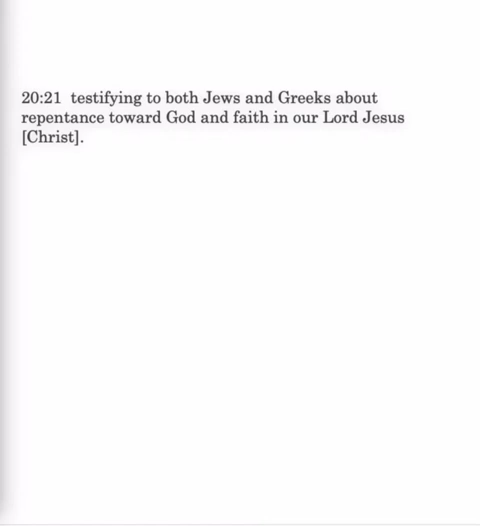 20:21 testifying to both Jews and Greeks about
repentance toward God and faith in our Lord Jesus
[Christ].